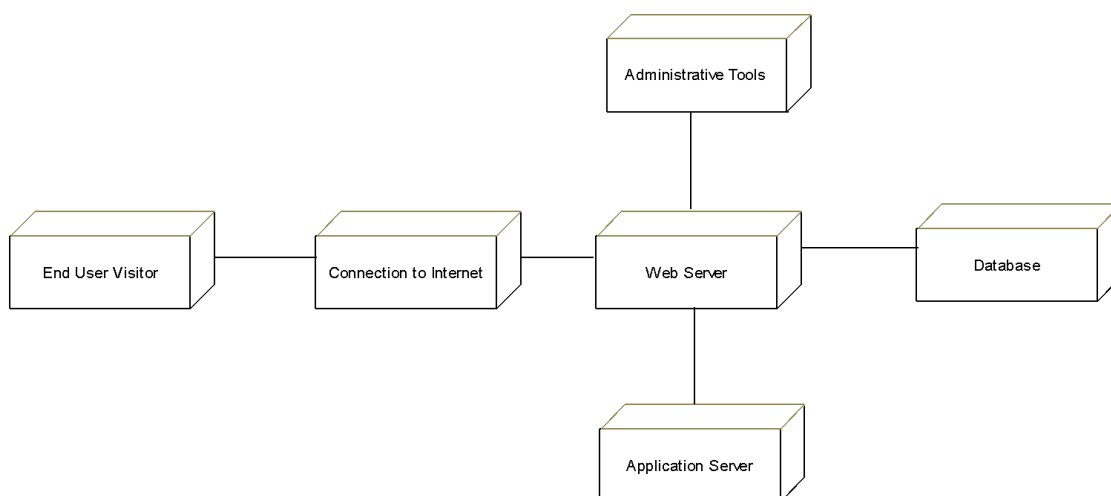 Administrative Tools
End User Visitor
Connection to Internet
Web Server
Database
Application Server